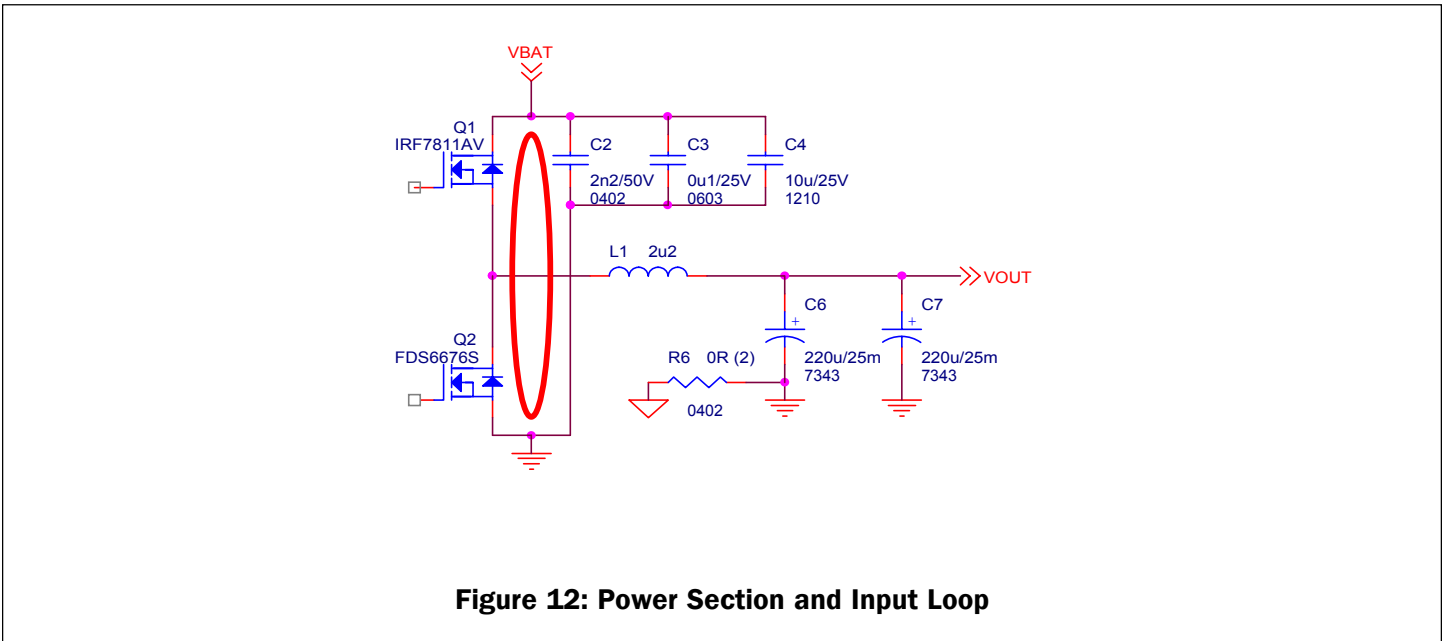 VBAT
Q1
IRF7811AV
C2
2n2/50V
0402
C3
0u1/25V
0603
C4
10u/25V
1210
L1 2u2
VOUT
Q2
FDS6676S
R6 0R (2)
0402
C6
+
220u/25m
7343
C7
+
220u/25m
7343
Figure 12: Power Section and Input Loop